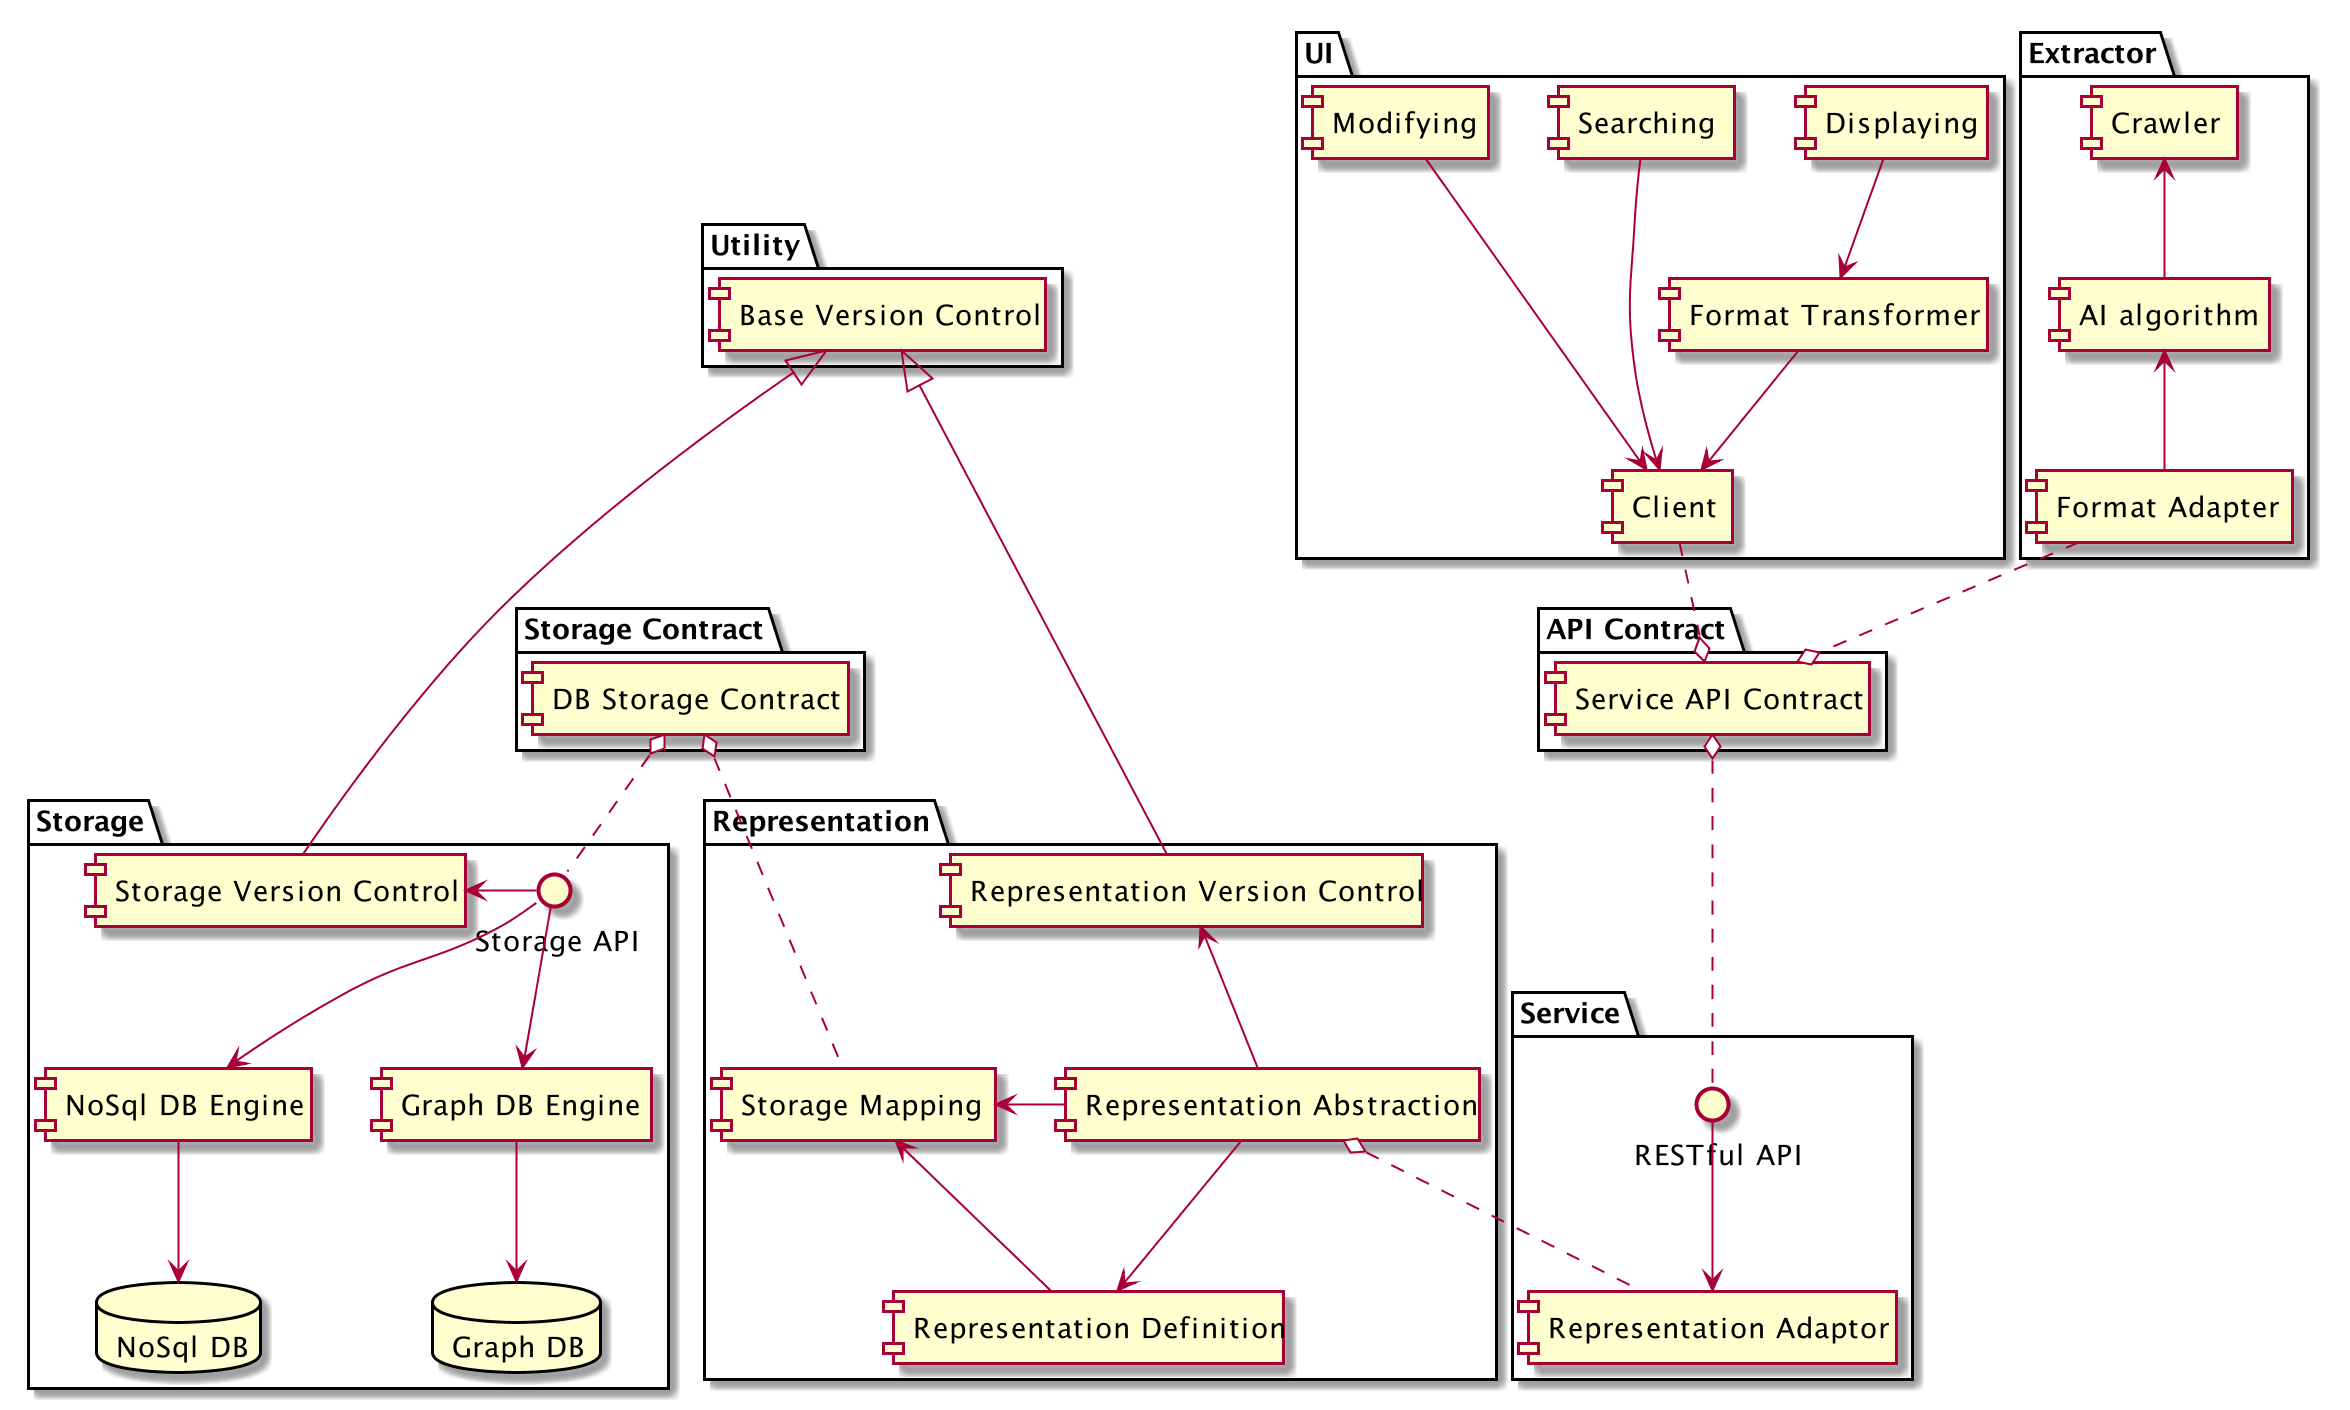 UI
Extractor
Modifying
Searching
Displaying
Crawler
Utility
Base Version Control
Format Transformer
AI algorithm
Client
Format Adapter
Storage Contract
API Contract
DB Storage Contract
Service API Contract
Storage
Representation
Storage Version Control
Storage API
Representation Version Control
Service
NoSql DB Engine
Graph DB Engine
Storage Mapping
Representation Abstraction
RESTful API
NoSql DB
Graph DB
Representation Definition
Representation Adaptor